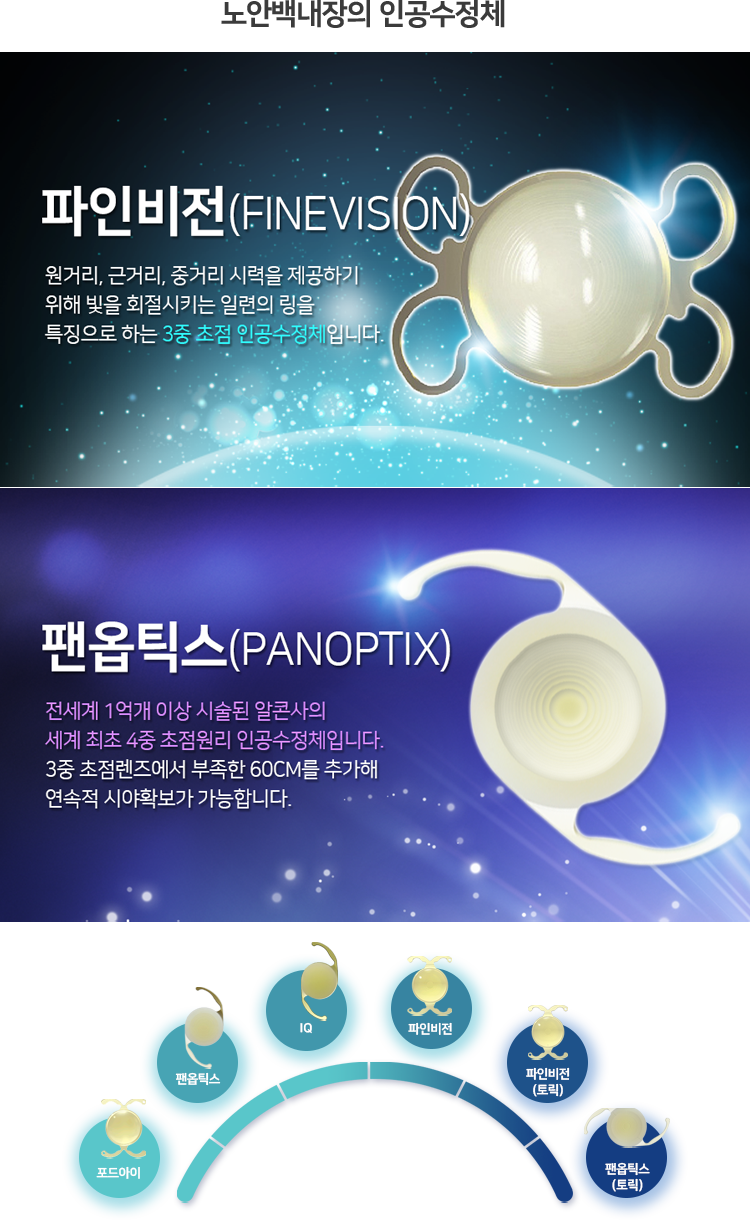 노안백내장의 인공수정체
파인비전(FINEVISION)
원거리, 근거리, 중거리 시력을 제공하기
위해 빛을 회절시키는 일련의 링을
특징으로 하는 3중 초점 인공수정체입니다.
팬옵틱스(PANOPTIX)
전세계 1억개 이상 시술된 알콘사의
세계 최초 4중 초점원리 인공수정체입니다.
3중 초점렌즈에서 부족한 60CM를 추가해
연속적 시야확보가 가능합니다.
포드아이
팬옵틱스
IQ
파인비전
파인비전
(토릭)
팬옵틱스
(토릭)